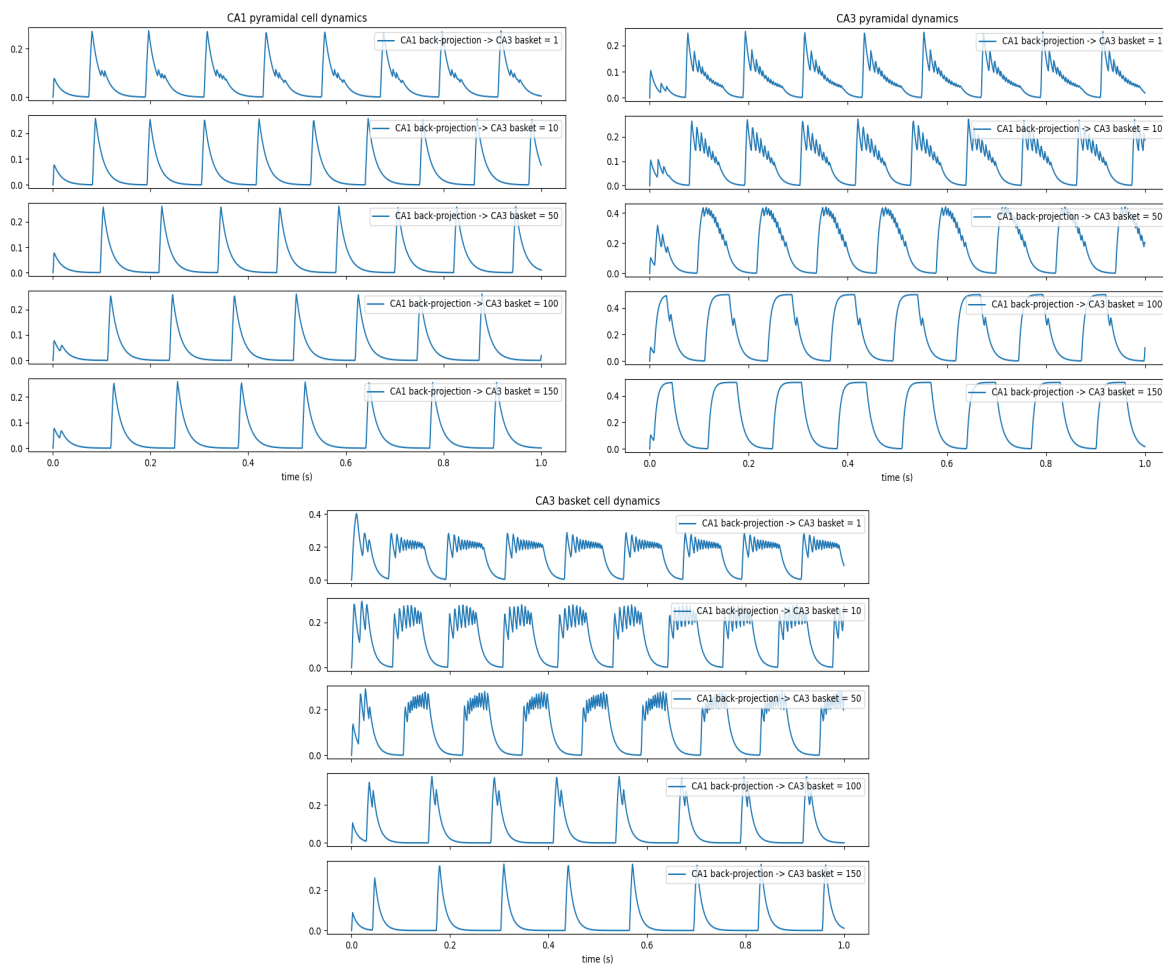 CA1 pyramidal cell dynamics
CA1 back-projection -> CA3 basket = 1
0.2
0.0
CA1 back-projection -> CA3 basket = 10
0.2
0.1
0.0
CA1 back-projection -> CA3 basket = 50
0.2
0.1
0.0
CA1 back-projection -> CA3 basket = 100
0.2
0.1
0.0
CA1 back-projection -> CA3 basket = 150
0.2
0.1
0.0
0.0 0.2 0.4 0.6 0.8 1.0
time (s)
CA3 pyramidal dynamics
CA1 back-projection -> CA3 basket = 1
0.2
0.1
0.0
CA1 back-projection -> CA3 basket = 10
0.2
0.1
0.0
CA1 back-projection -> CA3 basket = 50
0.4
0.2
0.0
CA1 back-projection -> CA3 basket = 100
0.4
0.2
0.0
CA1 back-projection -> CA3 basket = 150
0.4
0.2
0.0
0.0 0.2 0.4 0.6 0.8 1.0
time (s)
CA3 basket cell dynamics
0.4
CA1 back-projection -> CA3 basket = 1
0.2
0.0
CA1 back-projection -> CA3 basket = 10
0.2
0.0
CA1 back-projection -> CA3 basket = 50
0.2
0.0
CA1 back-projection -> CA3 basket = 100
0.2
0.0
CA1 back-projection -> CA3 basket = 150
0.2
0.0
0.0 0.2 0.4 0.6 0.8 1.0
time (s)